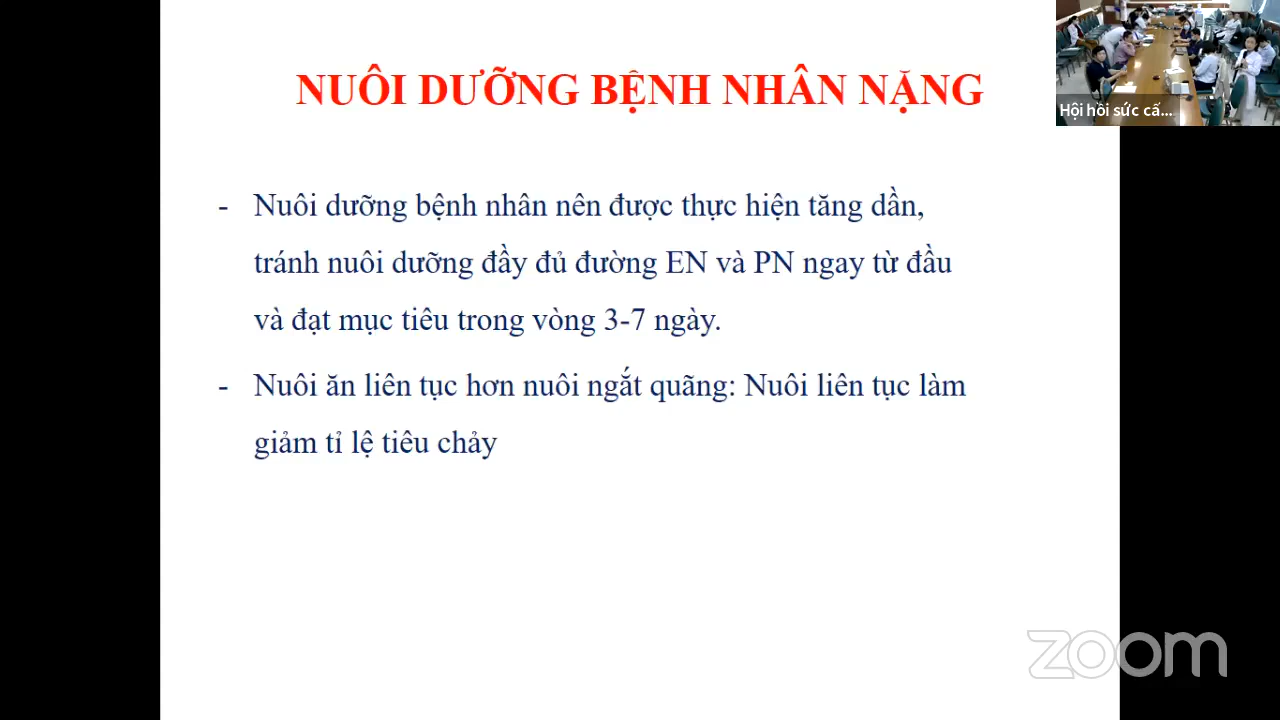 NUÔI DƯỠNG BỆNH NHÂN NẶNG
Hội hồi sức cấ...
- Nuôi dưỡng bệnh nhân nên được thực hiện tăng dần,
tránh nuôi dưỡng đầy đủ đường EN và PN ngay từ đầu
và đạt mục tiêu trong vòng 3-7 ngày.
- Nuôi ăn liên tục hơn nuôi ngắt quãng: Nuôi liên tục làm
giảm tỉ lệ tiêu chảy
zoom